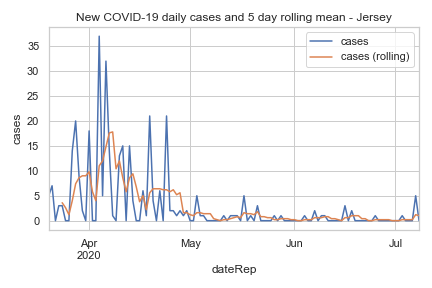 New COVID-19 daily cases and 5 day rolling mean - Jersey
cases
cases (rolling)
cases
35
30
25
20
15
10
5
0
Apr
2020
May
Jun
Jul
dateRep